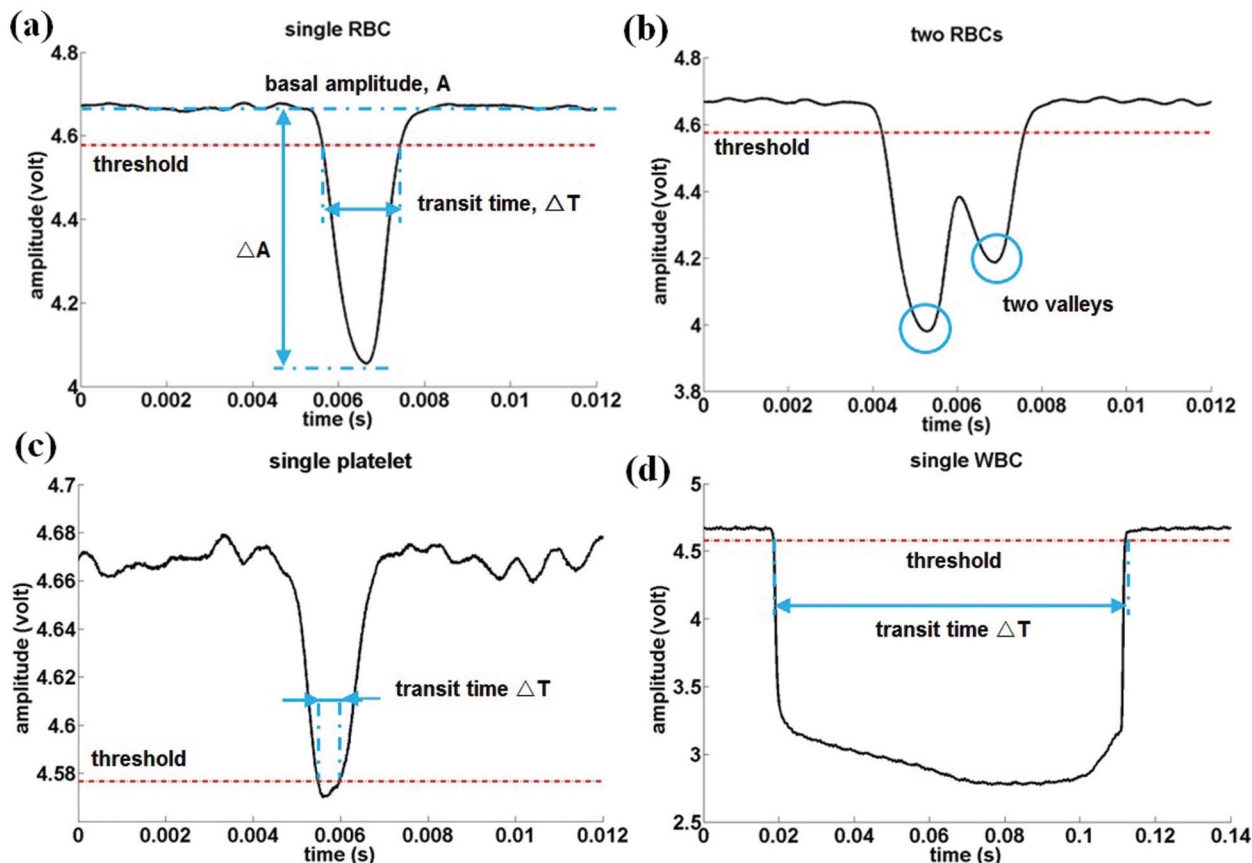 (a)
single RBC
4.8
4.6
4.4
4.2
4
amplitude (volt)
basal amplitude, A
threshold
transit time, △T
△A
0 0.002 0.004 0.006 0.008 0.01 0.012
time (s)
(b)
two RBCs
4.8
4.6
4.4
4.2
4
3.8
amplitude (volt)
threshold
two valleys
0 0.002 0.004 0.006 0.008 0.01 0.012
time (s)
(c)
single platelet
4.7
4.68
4.66
4.64
4.62
4.6
4.58
amplitude (volt)
transit time △T
threshold
0 0.002 0.004 0.006 0.008 0.01 0.012
time (s)
(d)
single WBC
5
4.5
4
3.5
3
2.5
amplitude (volt)
threshold
transit time △T
0 0.02 0.04 0.06 0.08 0.1 0.12 0.14
time (s)